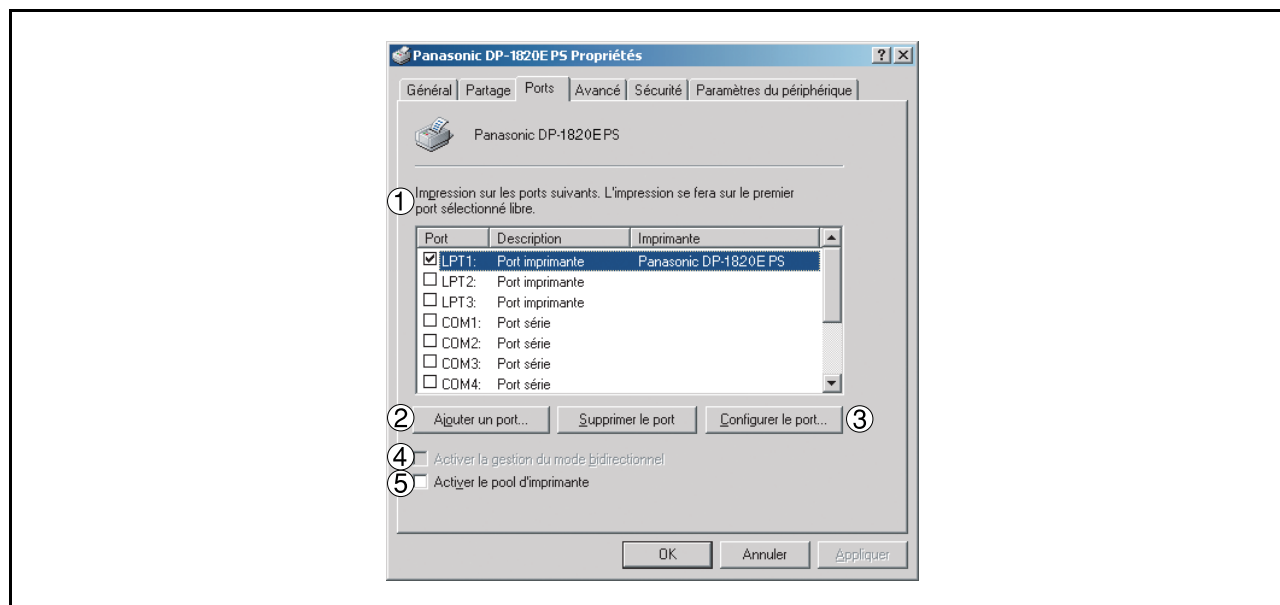 Panasonic DP-1820E PS Propriétés
Général Partage Ports Avancé Sécurité Paramètres du périphérique
Panasonic DP-1820E PS
① Impression sur les ports suivants. L'impression se fera sur le premier
port sélectionné libre.
Port Description Imprimante
LPT1: Port imprimante Panasonic DP-1820E PS
LPT2: Port imprimante
LPT3: Port imprimante
COM1: Port série
COM2: Port série
COM3: Port série
COM4: Port série
② Ajouter un port... Supprimer le port Configurer le port... ③
④ Activer la gestion du mode bidirectionnel
⑤ Activer le pool d'imprimante
OK Annuler Appliquer